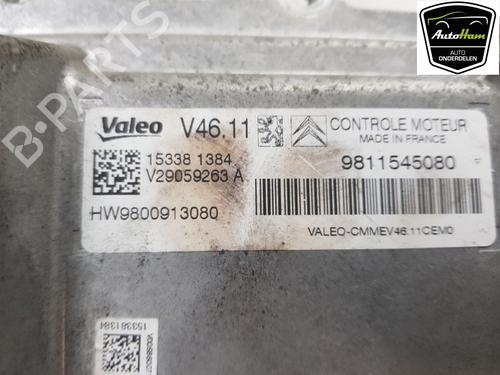 AutoHam
AUTO
ONDERDELEN
B-PARTS
Valeo V46.11 CONTROLE MOTEUR
MADE IN FRANCE
15338 1384
V29059263 A
9811545080
HW9800913080
VALEO-CMMEV46.11CEM0
153381384